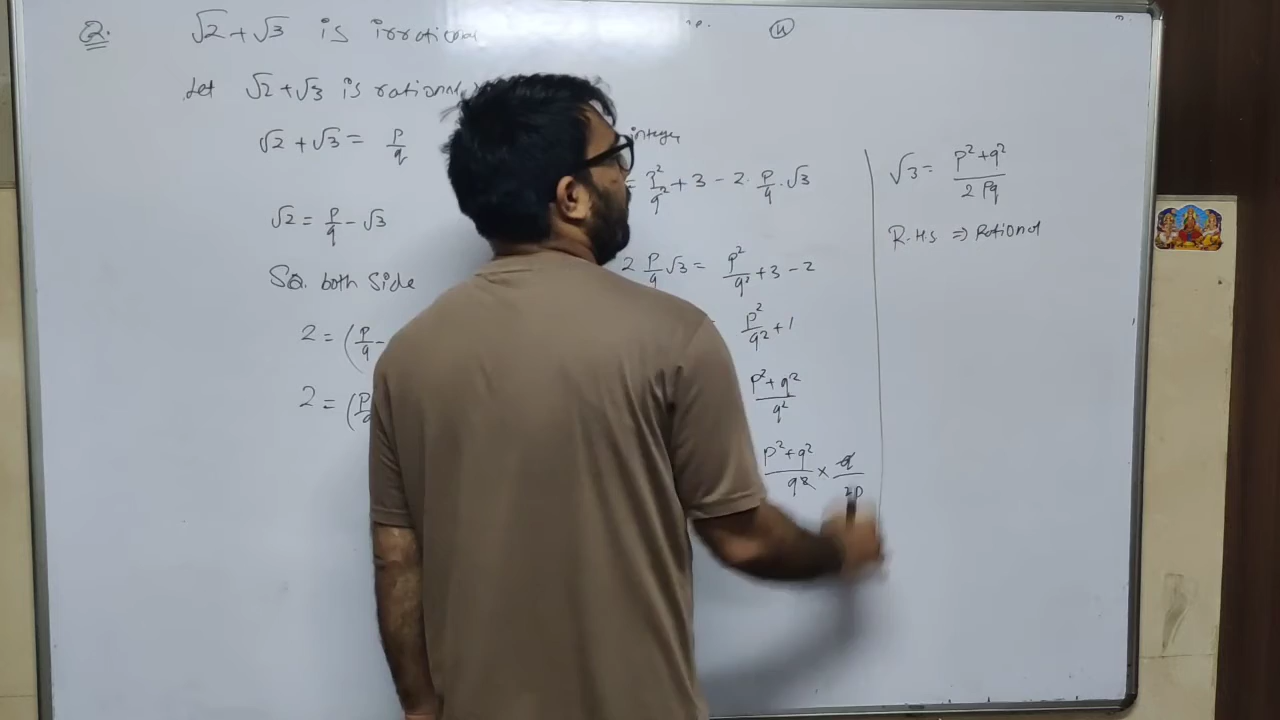 Q. √2 + √3 is irrational
Let √2 + √3 is rational
√2 + √3 = p/q
√2 = p/q - √3
SQ. both side
2 = (p/q -
2 = (p
integer
= p²/q² + 3 - 2 · p/q · √3
2 p/q √3 = p²/q² + 3 - 2
p²/q² + 1
p² + q²/q²
p² + q²/q² × q/2p
√3 = p² + q²/2pq
R.H.S ⇒ Rational